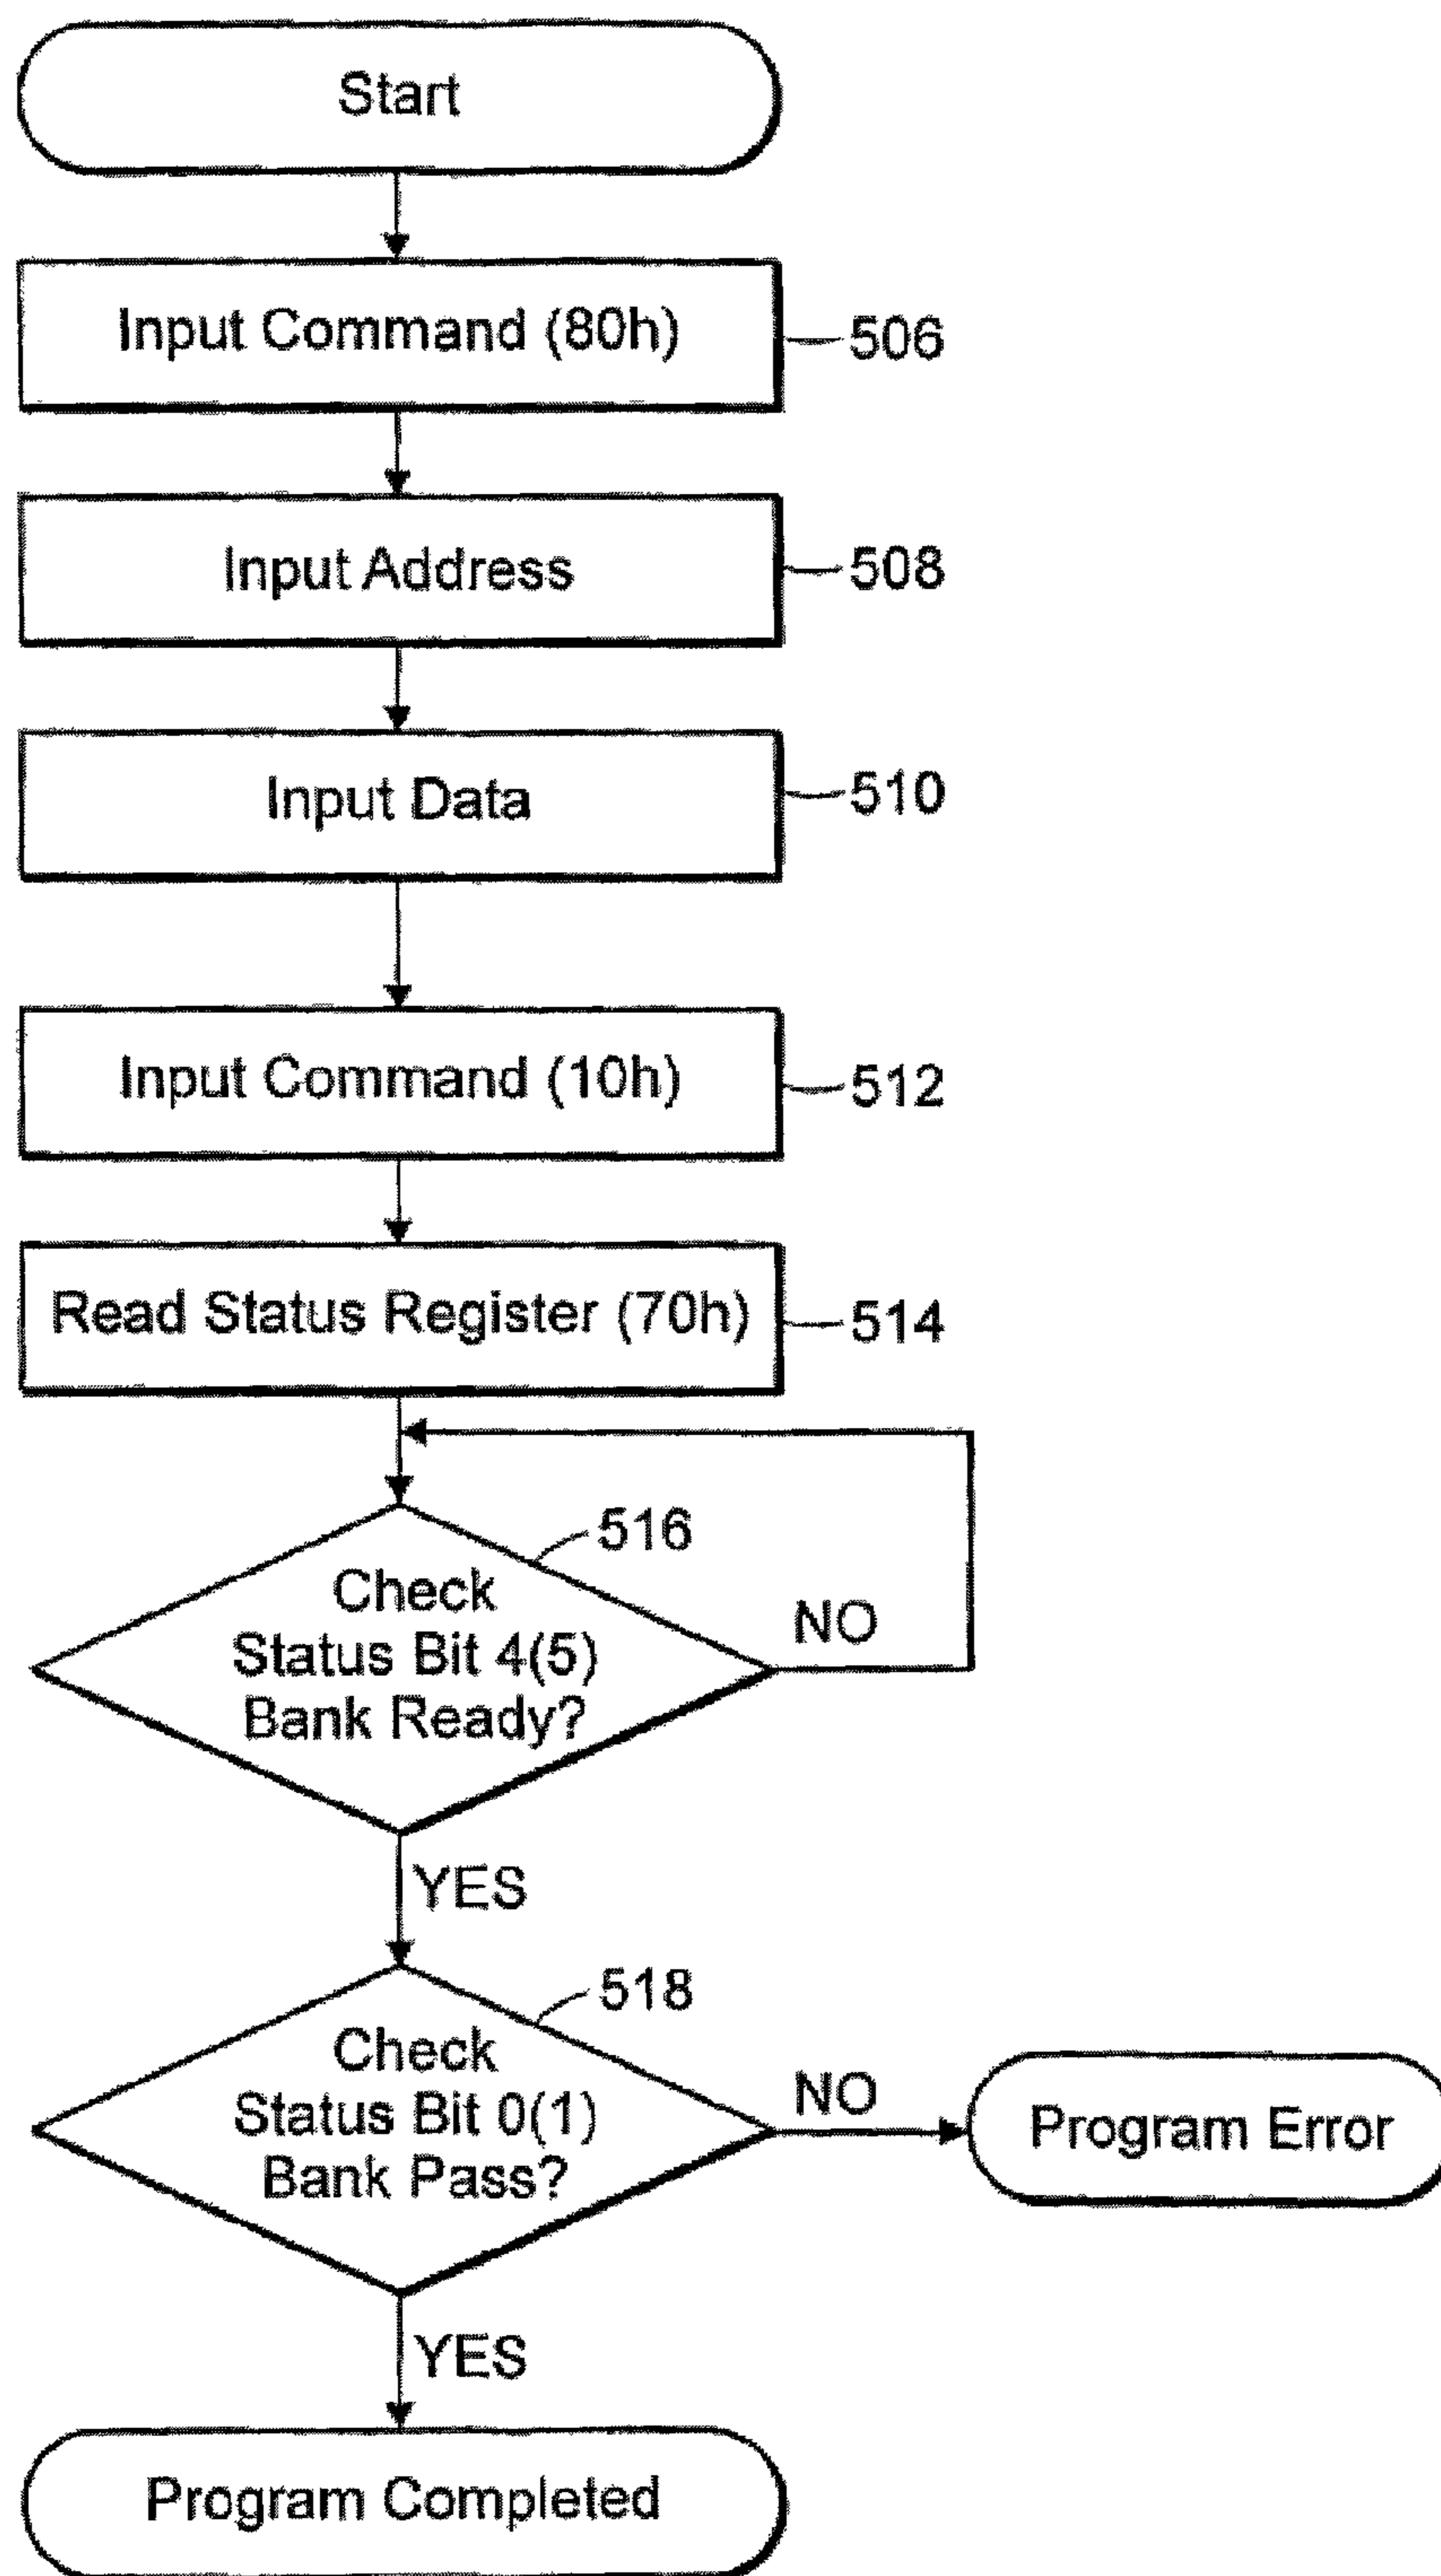 Start
Input Command (80h)
506
Input Address
508
Input Data
510
Input Command (10h)
512
Read Status Register (70h)
514
516
Check
Status Bit 4(5)
Bank Ready?
NO
YES
518
Check
Status Bit 0(1)
Bank Pass?
NO
Program Error
YES
Program Completed